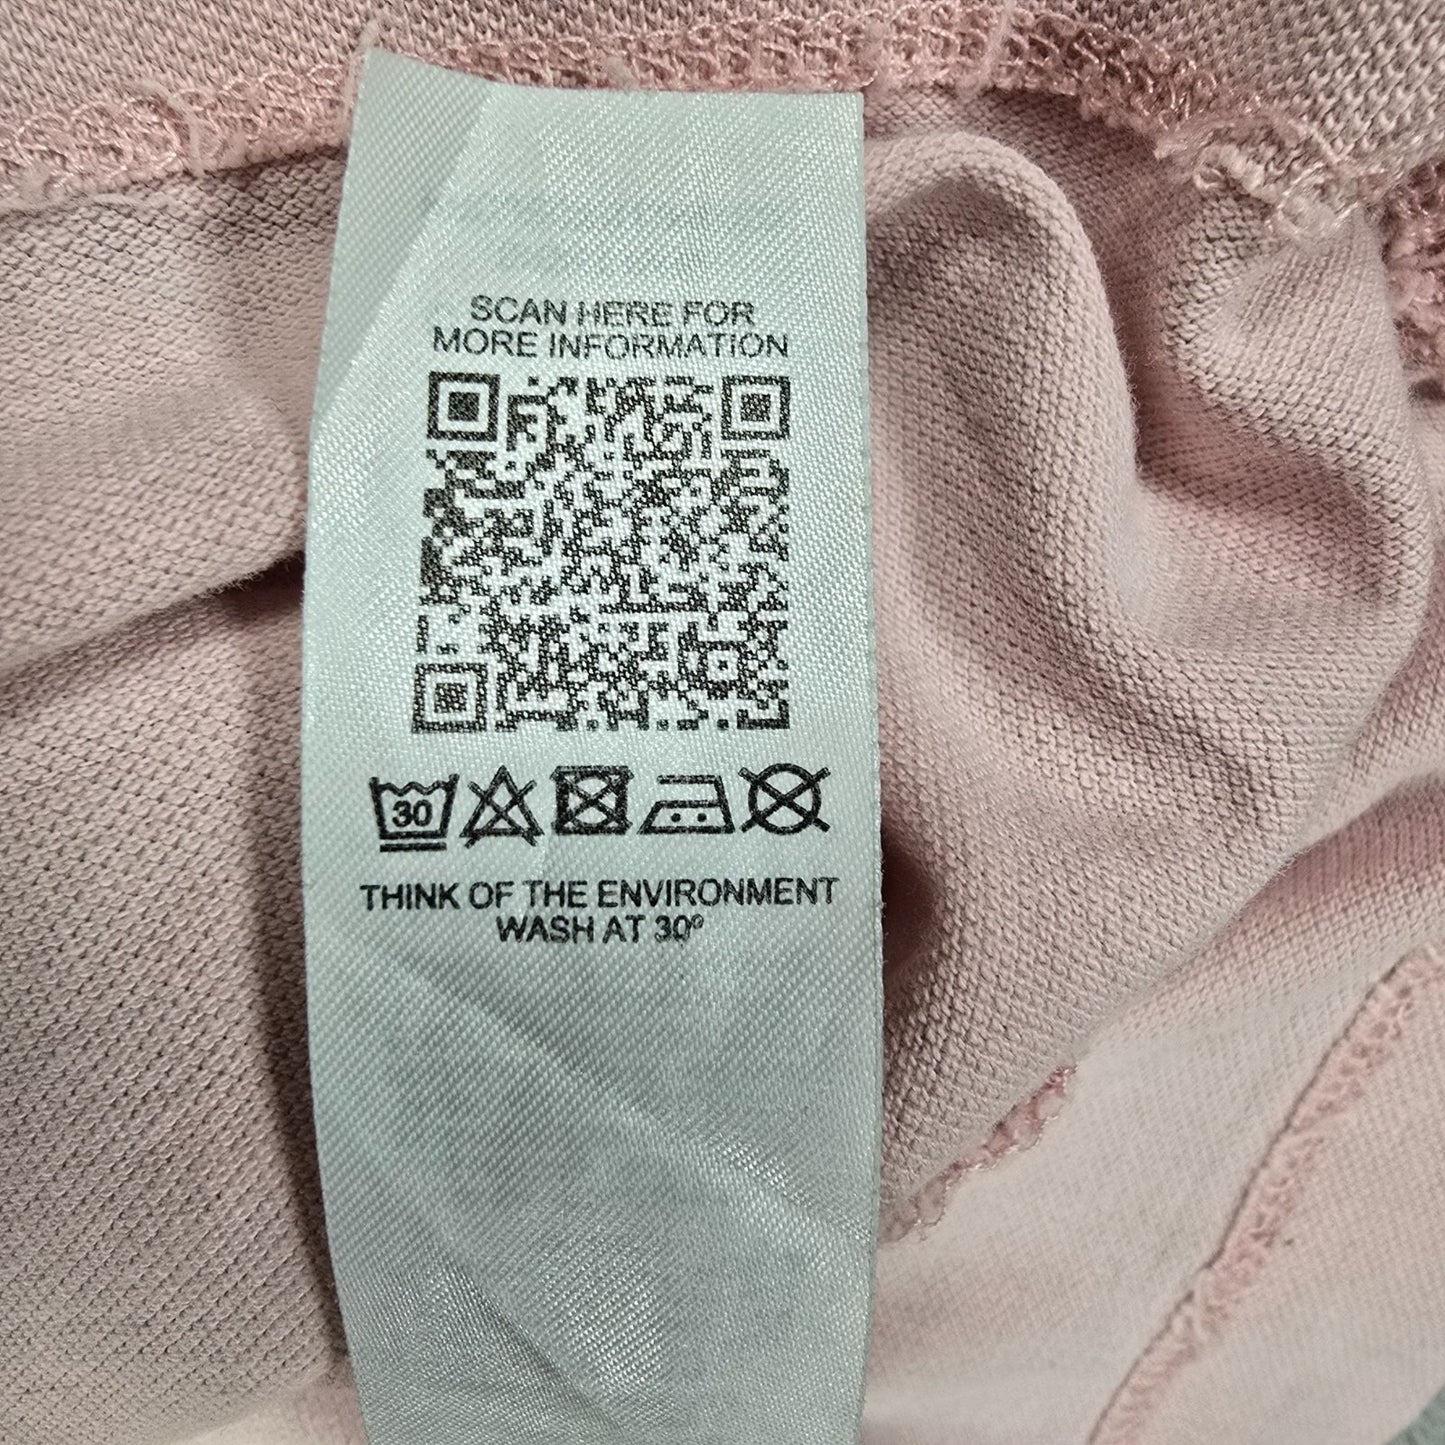 SCAN HERE FOR
MORE INFORMATION
30
THINK OF THE ENVIRONMENT
WASH AT 30°